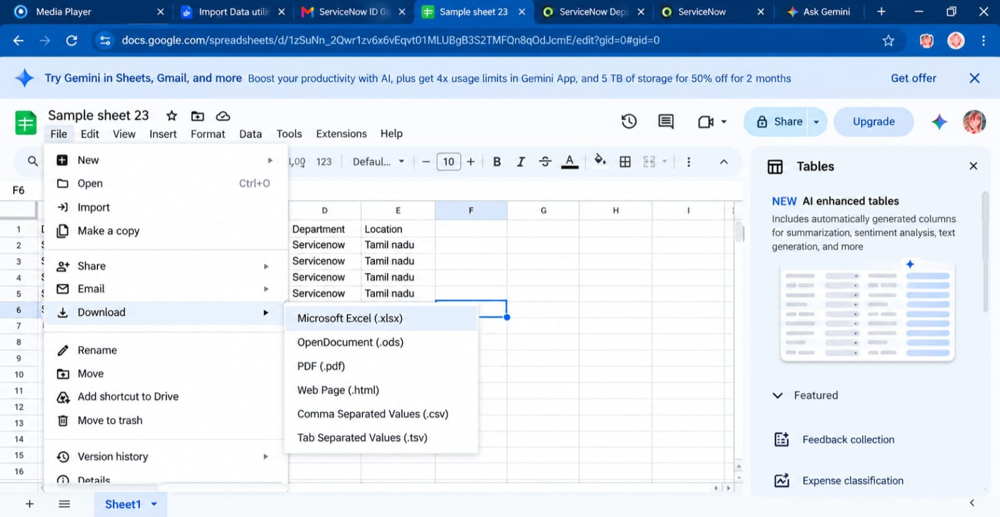 Media Player
Import Data utili
ServiceNow ID Go
Sample sheet 23
ServiceNow Dep
ServiceNow
Ask Gemini
docs.google.com/spreadsheets/d/1zSuNn_2Qwr1zv6x6vEqvt01MLUBgB3S2TMFQn8qOdJcmE/edit?gid=0#gid=0
Try Gemini in Sheets, Gmail, and more Boost your productivity with AI, plus get 4x usage limits in Gemini App, and 5 TB of storage for 50% off for 2 months
Get offer
Sample sheet 23
File Edit View Insert Format Data Tools Extensions Help
Share
Upgrade
123 Defaul... 10 B I A
F6
New
Open Ctrl+O
Import
Make a copy
Share
Email
Download
Rename
Move
Add shortcut to Drive
Move to trash
Version history
Details
Microsoft Excel (.xlsx)
OpenDocument (.ods)
PDF (.pdf)
Web Page (.html)
Comma Separated Values (.csv)
Tab Separated Values (.tsv)
D E F G H I
1 Department Location
2 Servicenow Tamil nadu
3 Servicenow Tamil nadu
4 Servicenow Tamil nadu
5 Servicenow Tamil nadu
6
7
8
9
10
11
12
13
14
15
16
Tables
NEW AI enhanced tables
Includes automatically generated columns
for summarization, sentiment analysis, text
generation, and more
Featured
Feedback collection
Expense classification
Sheet1